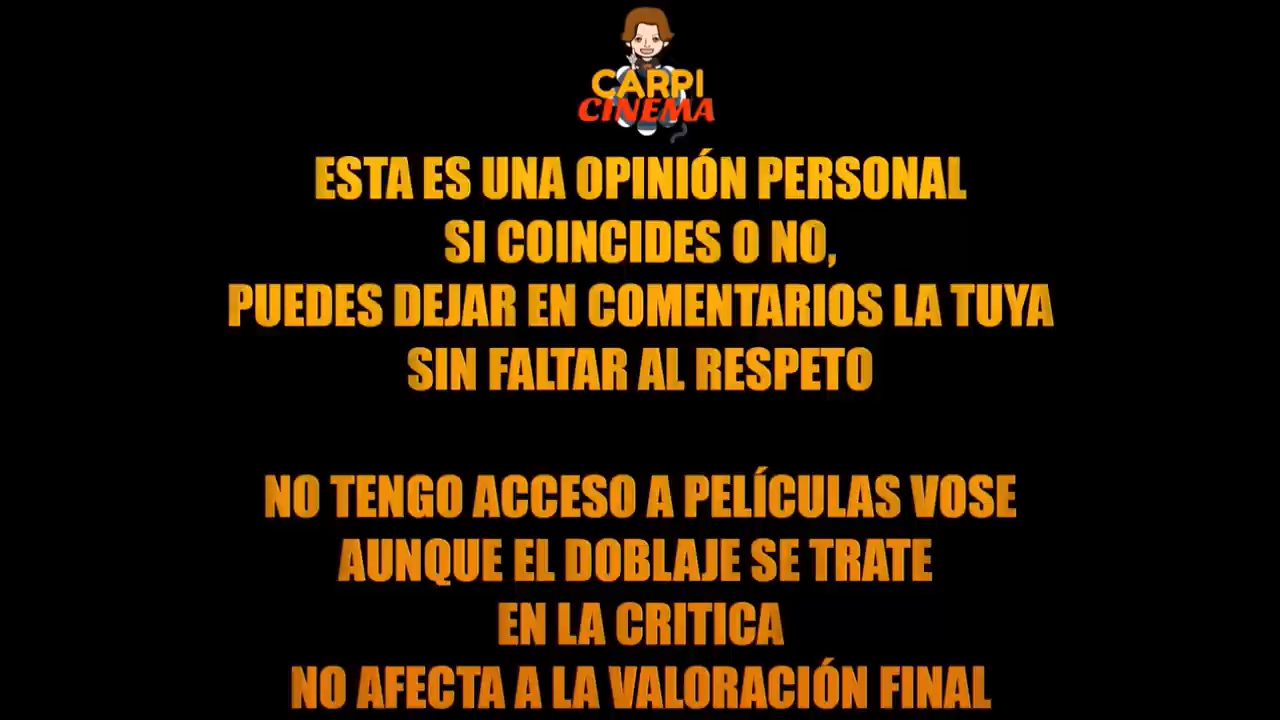 CARPI
CINEMA
ESTA ES UNA OPINIÓN PERSONAL
SI COINCIDES O NO,
PUEDES DEJAR EN COMENTARIOS LA TUYA
SIN FALTAR AL RESPETO
NO TENGO ACCESO A PELÍCULAS VOSE
AUNQUE EL DOBLAJE SE TRATE
EN LA CRITICA
NO AFECTA A LA VALORACIÓN FINAL